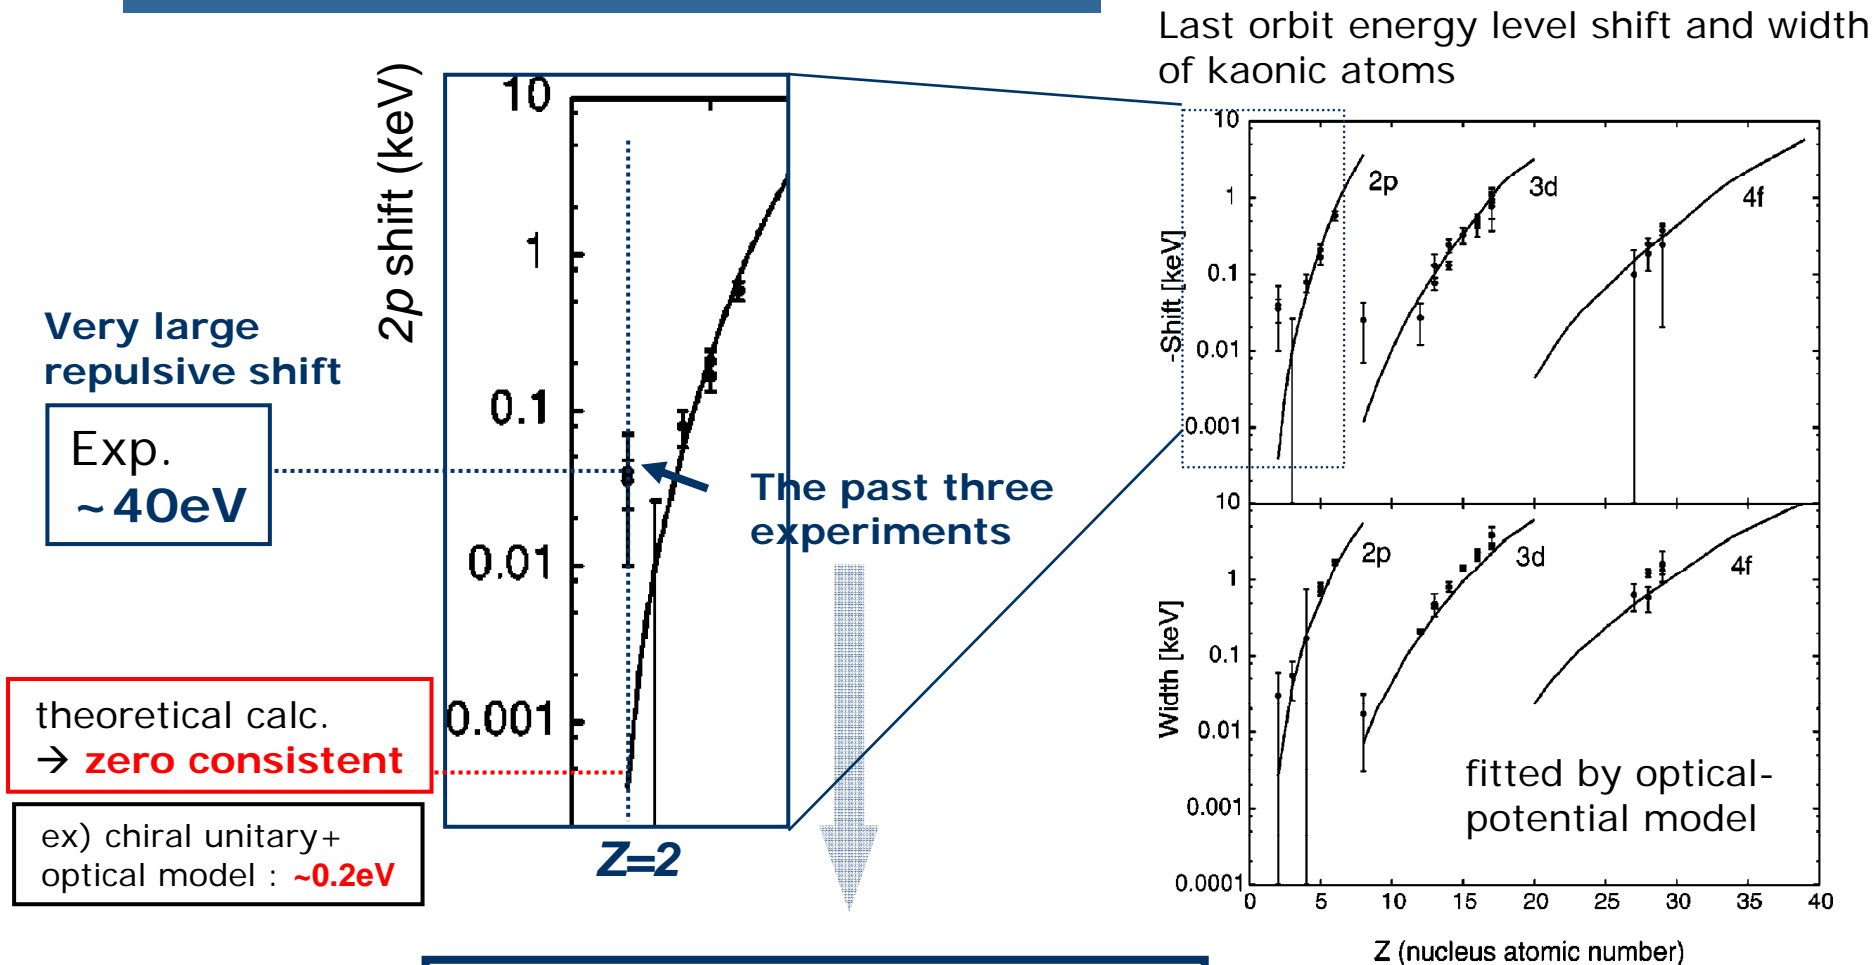 Last orbit energy level shift and width
of kaonic atoms
2p shift (keV)
10
1
0.1
0.01
0.001
Very large
repulsive shift
Exp.
~40eV
The past three
experiments
theoretical calc.
→ zero consistent
ex) chiral unitary+
optical model : ~0.2eV
Z=2
-Shift [keV]
10
1
0.1
0.01
0.001
2p
3d
4f
Width [keV]
10
1
0.1
0.01
0.001
0.0001
2p
3d
4f
fitted by optical-
potential model
0 5 10 15 20 25 30 35 40
Z (nucleus atomic number)